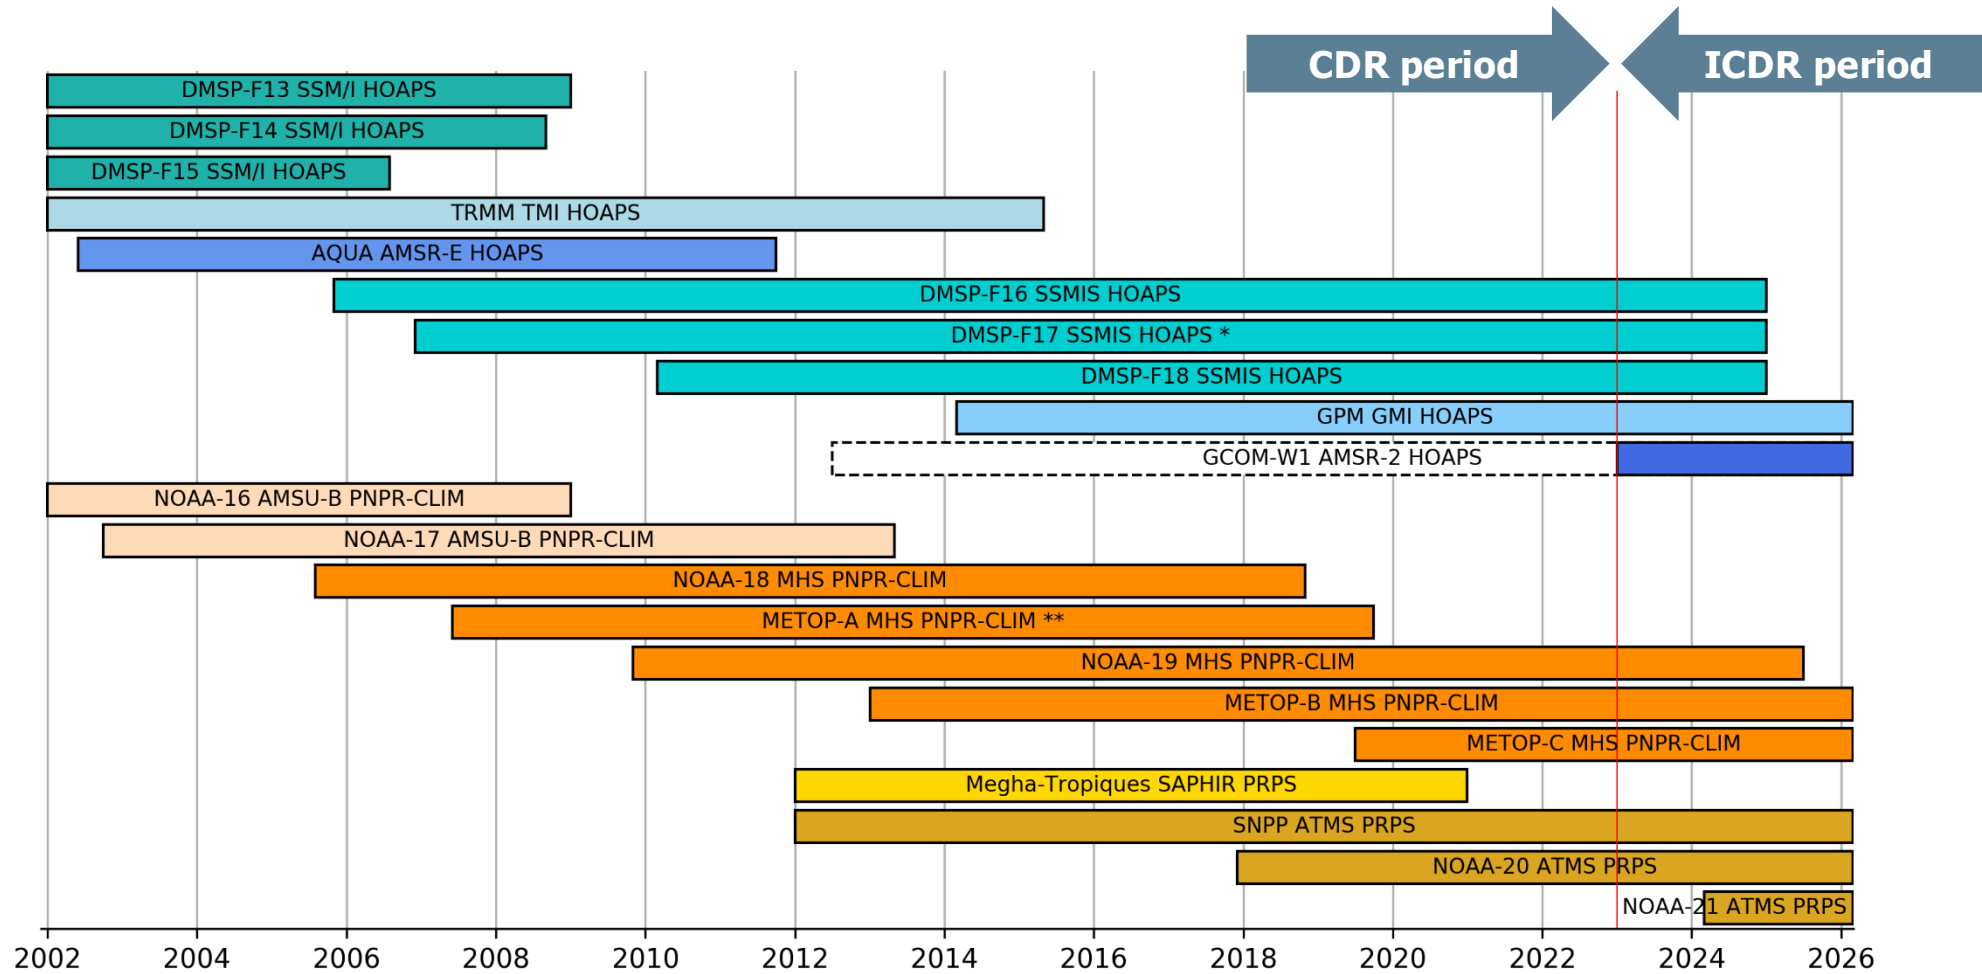 CDR period
ICDR period
DMSP-F13 SSM/I HOAPS
DMSP-F14 SSM/I HOAPS
DMSP-F15 SSM/I HOAPS
TRMM TMI HOAPS
AQUA AMSR-E HOAPS
DMSP-F16 SSMIS HOAPS
DMSP-F17 SSMIS HOAPS *
DMSP-F18 SSMIS HOAPS
GPM GMI HOAPS
GCOM-W1 AMSR-2 HOAPS
NOAA-16 AMSU-B PNPR-CLIM
NOAA-17 AMSU-B PNPR-CLIM
NOAA-18 MHS PNPR-CLIM
METOP-A MHS PNPR-CLIM **
NOAA-19 MHS PNPR-CLIM
METOP-B MHS PNPR-CLIM
METOP-C MHS PNPR-CLIM
Megha-Tropiques SAPHIR PRPS
SNPP ATMS PRPS
NOAA-20 ATMS PRPS
NOAA-21 ATMS PRPS
2002 2004 2006 2008 2010 2012 2014 2016 2018 2020 2022 2024 2026